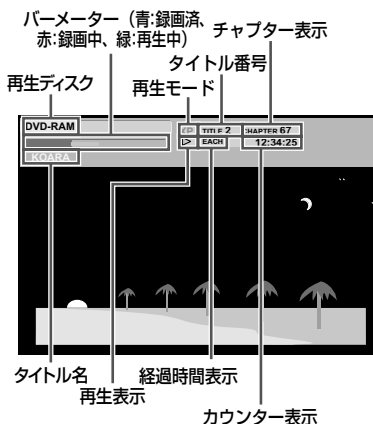 バーメーター（青:録画済、
赤:録画中、緑:再生中）
チャプター表示
タイトル番号
再生ディスク
再生モード
DVD-RAM
TITLE 2
CHAPTER 67
EACH
12:34:25
KOARA
タイトル名
再生表示
経過時間表示
カウンター表示